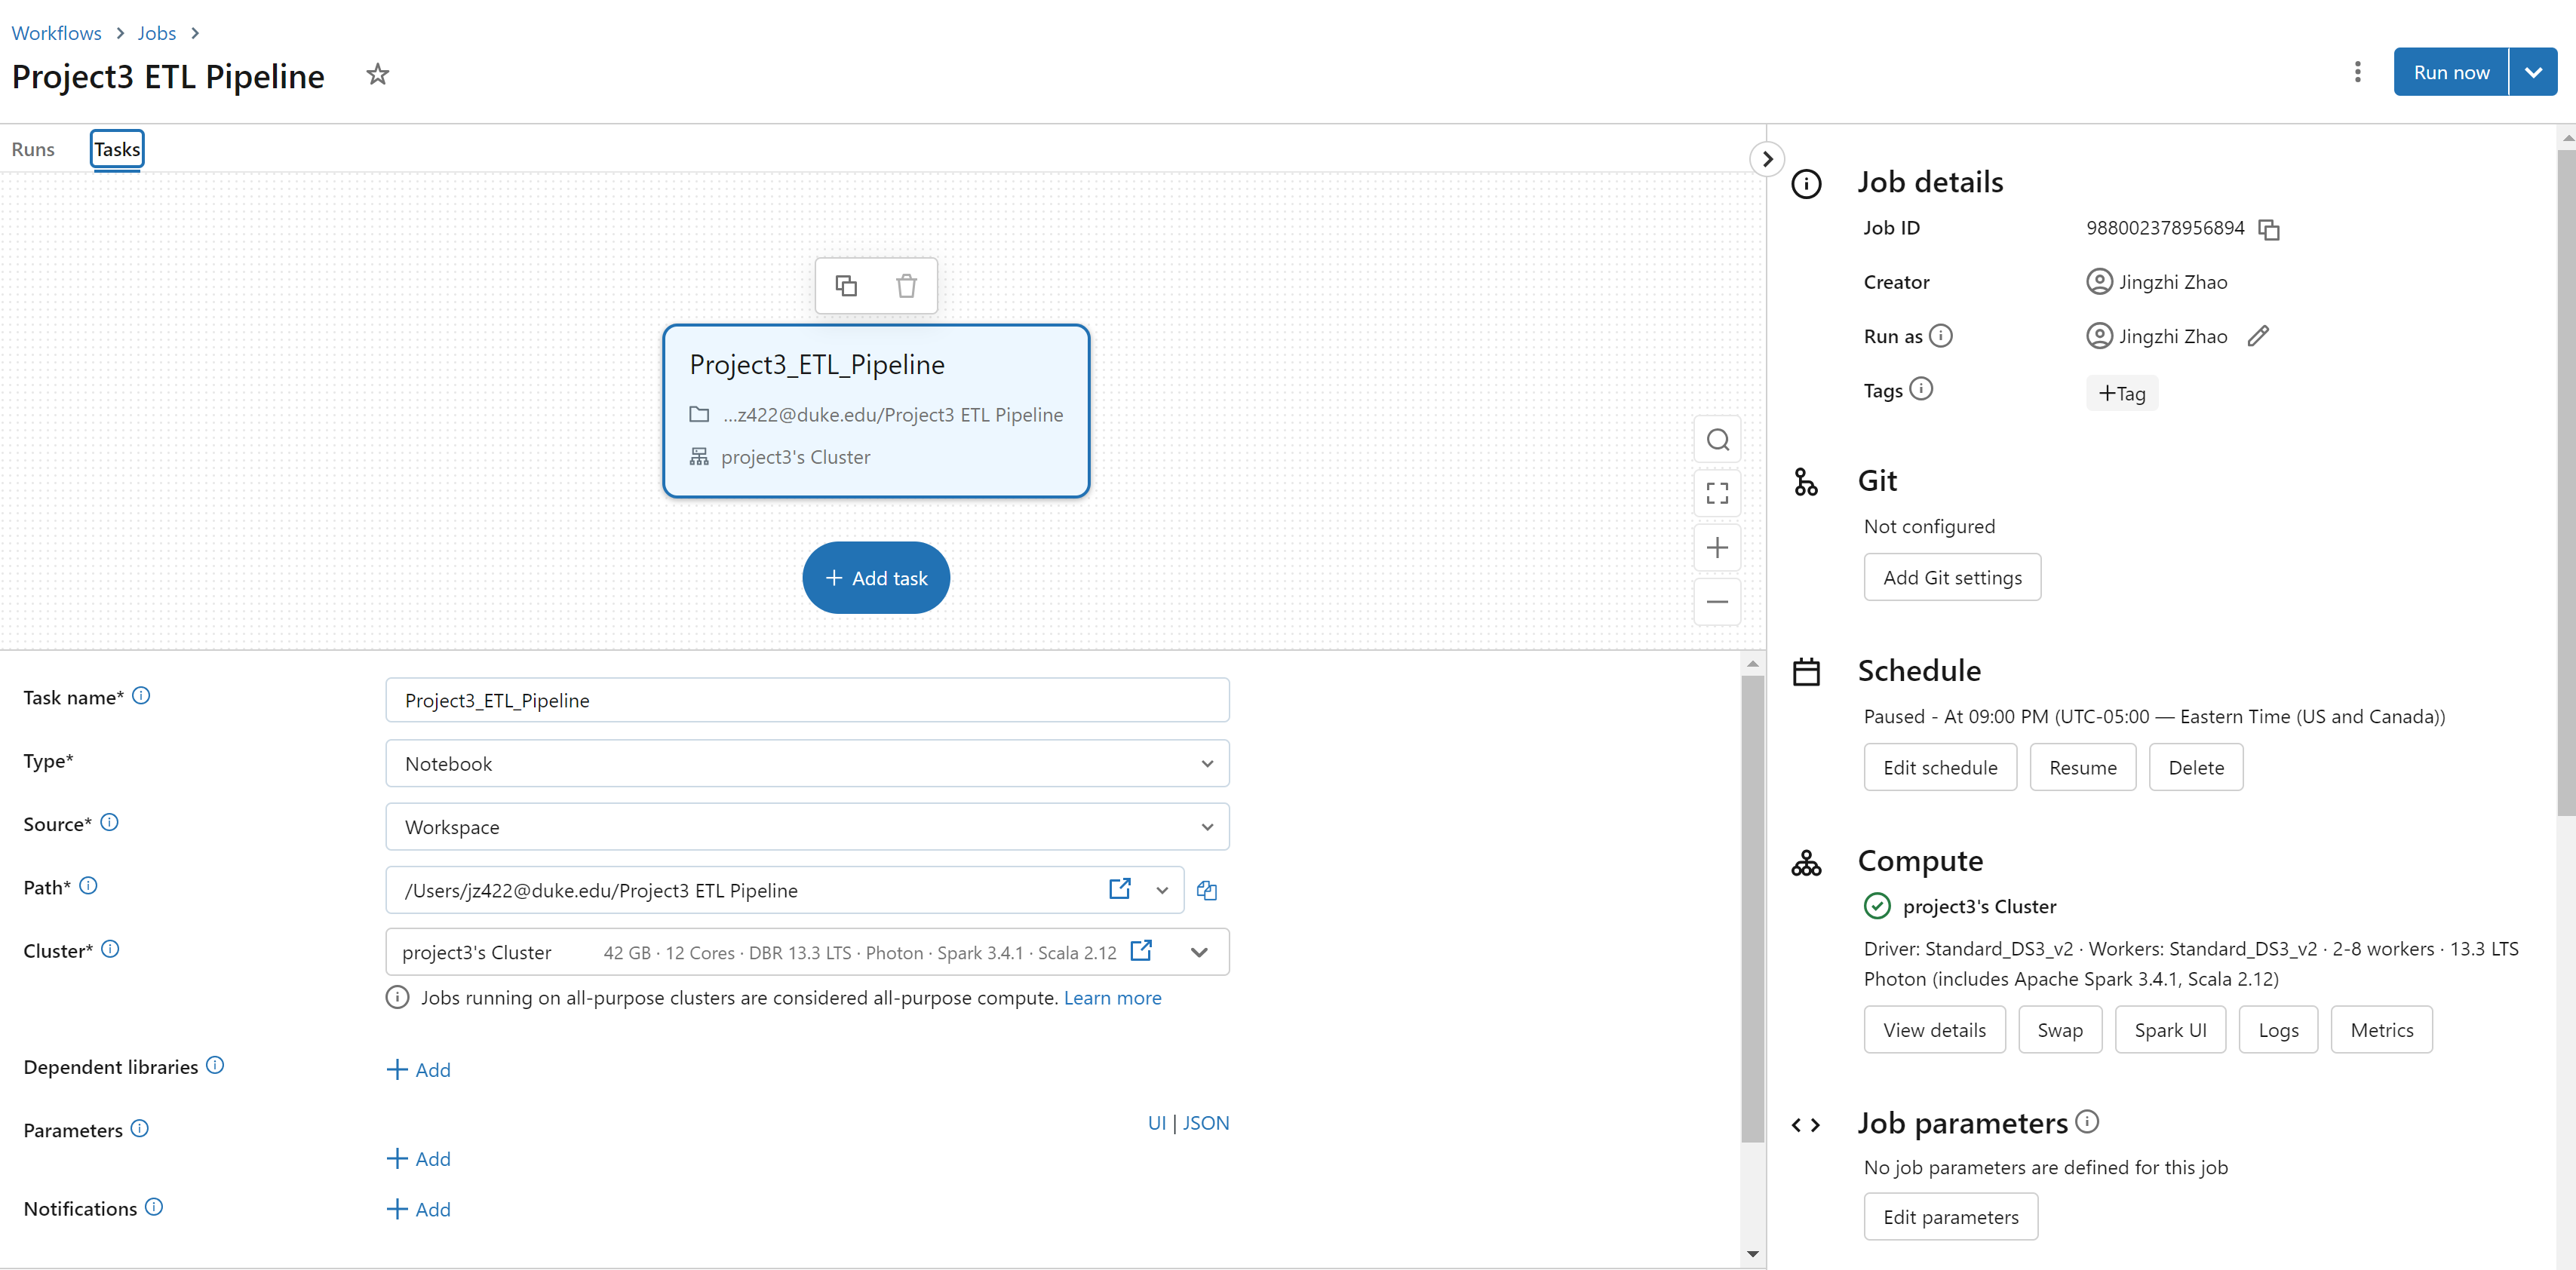 Workflows > Jobs >
Project3 ETL Pipeline
Run now
Runs
Tasks
Project3_ETL_Pipeline
...z422@duke.edu/Project3 ETL Pipeline
project3's Cluster
+ Add task
Task name*
Project3_ETL_Pipeline
Type*
Notebook
Source*
Workspace
Path*
/Users/jz422@duke.edu/Project3 ETL Pipeline
Cluster*
project3's Cluster 42 GB · 12 Cores · DBR 13.3 LTS · Photon · Spark 3.4.1 · Scala 2.12
Jobs running on all-purpose clusters are considered all-purpose compute. Learn more
Dependent libraries
+ Add
Parameters
UI | JSON
+ Add
Notifications
+ Add
Job details
Job ID
988002378956894
Creator
Jingzhi Zhao
Run as
Jingzhi Zhao
Tags
+Tag
Git
Not configured
Add Git settings
Schedule
Paused - At 09:00 PM (UTC-05:00 — Eastern Time (US and Canada))
Edit schedule
Resume
Delete
Compute
project3's Cluster
Driver: Standard_DS3_v2 · Workers: Standard_DS3_v2 · 2-8 workers · 13.3 LTS
Photon (includes Apache Spark 3.4.1, Scala 2.12)
View details
Swap
Spark UI
Logs
Metrics
Job parameters
No job parameters are defined for this job
Edit parameters